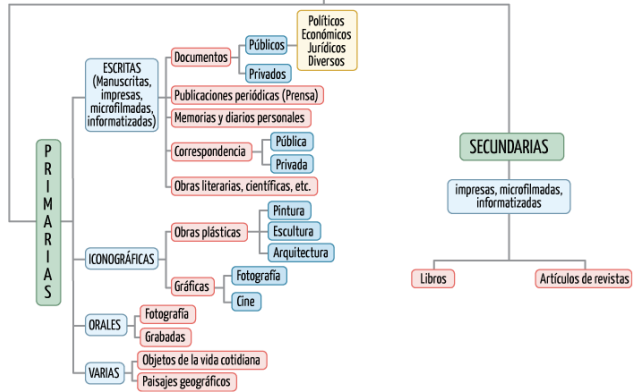 PRIMARIAS
ESCRITAS
(Manuscritas,
impresas,
microfilmadas,
informatizadas)
Documentos
Públicos
Políticos
Económicos
Jurídicos
Diversos
Privados
Publicaciones periódicas (Prensa)
Memorias y diarios personales
Correspondencia
Pública
Privada
Obras literarias, científicas, etc.
ICONOGRÁFICAS
Obras plásticas
Pintura
Escultura
Arquitectura
Gráficas
Fotografía
Cine
ORALES
Fotografía
Grabadas
VARIAS
Objetos de la vida cotidiana
Paisajes geográficos
SECUNDARIAS
impresas, microfilmadas,
informatizadas
Libros
Artículos de revistas